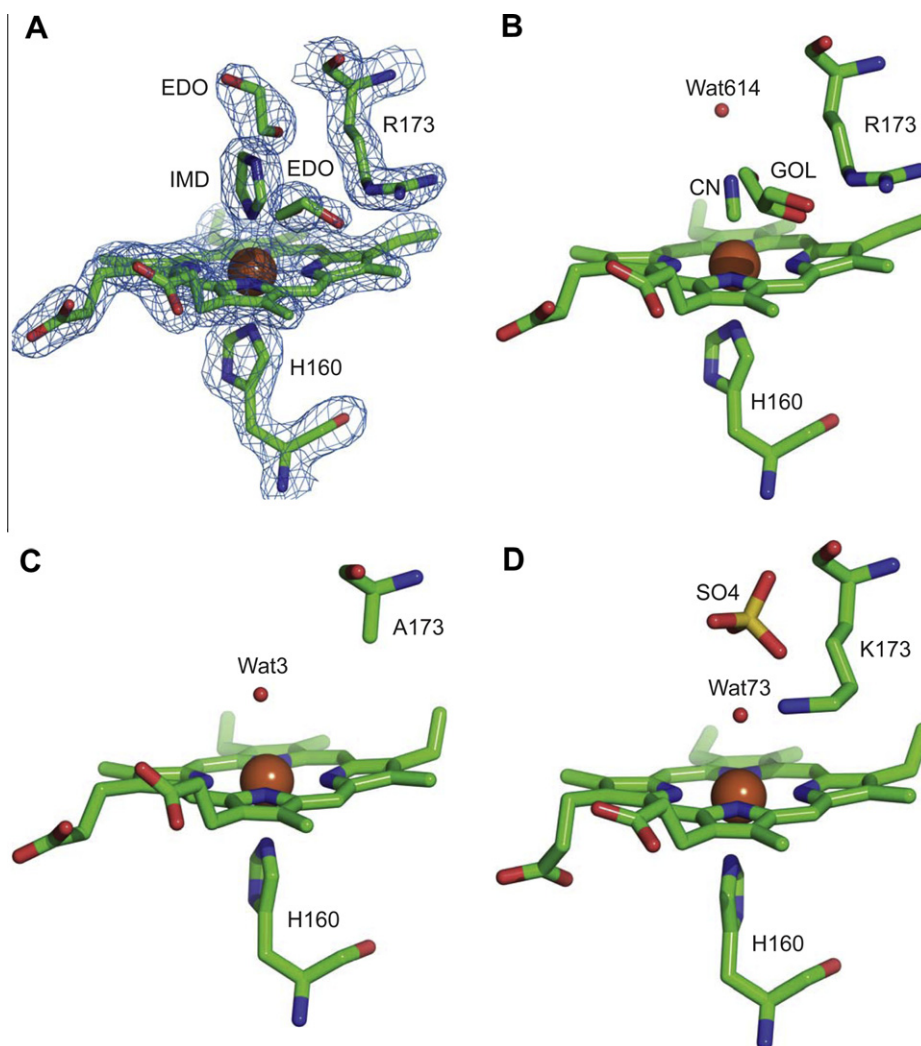 A
EDO
R173
IMD
EDO
H160
B
Wat614
R173
GOL
CN
H160
C
A173
Wat3
H160
D
SO4
K173
Wat73
H160